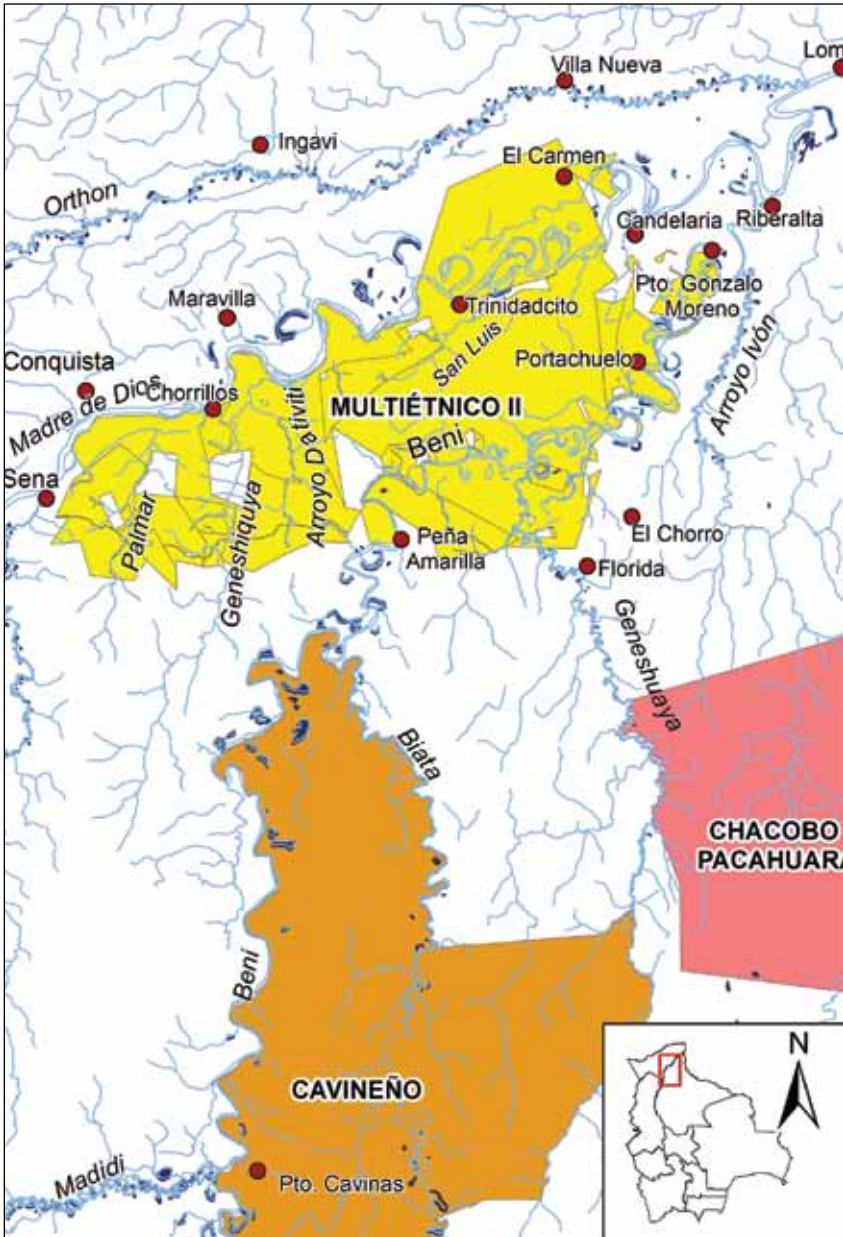 Lom
Villa Nueva
Ingavi
El Carmen
Orthon
Candelaria
Riberalta
Pto. Gonzalo
Moreno
Maravilla
Trinidadcito
San Luis
Portachuelo
Conquista
Madre de Dios
Chorrillos
Arroyo Ivón
MULTIÉTNICO II
Arroyo Dativiti
Beni
Sena
Palmar
Geneshiquya
Peña
Amarilla
El Chorro
Florida
Geneshuaya
Biata
CHACOBO
PACAHUARA
Beni
N
CAVINEÑO
Madidi
Pto. Cavinas